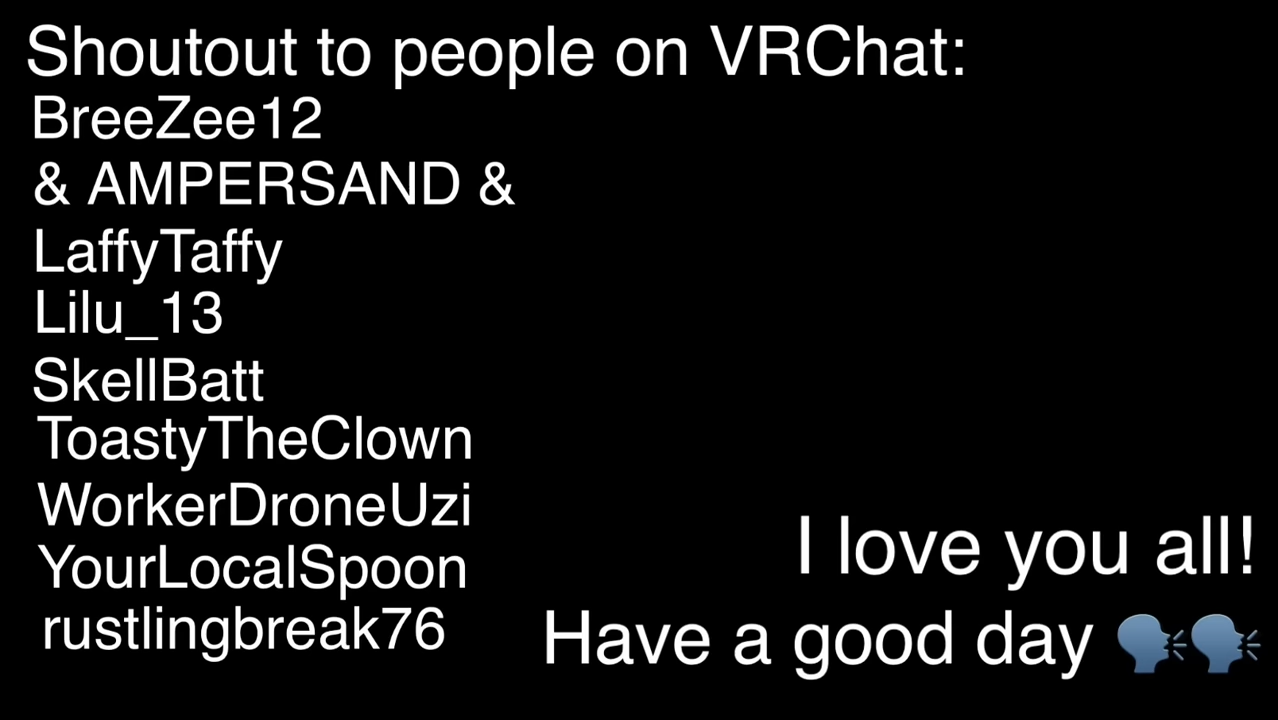 Shoutout to people on VRChat:
BreeZee12
& AMPERSAND &
LaffyTaffy
Lilu_13
SkellBatt
ToastyTheClown
WorkerDroneUzi
YourLocalSpoon
rustlingbreak76
I love you all!
Have a good day 🗣️🗣️